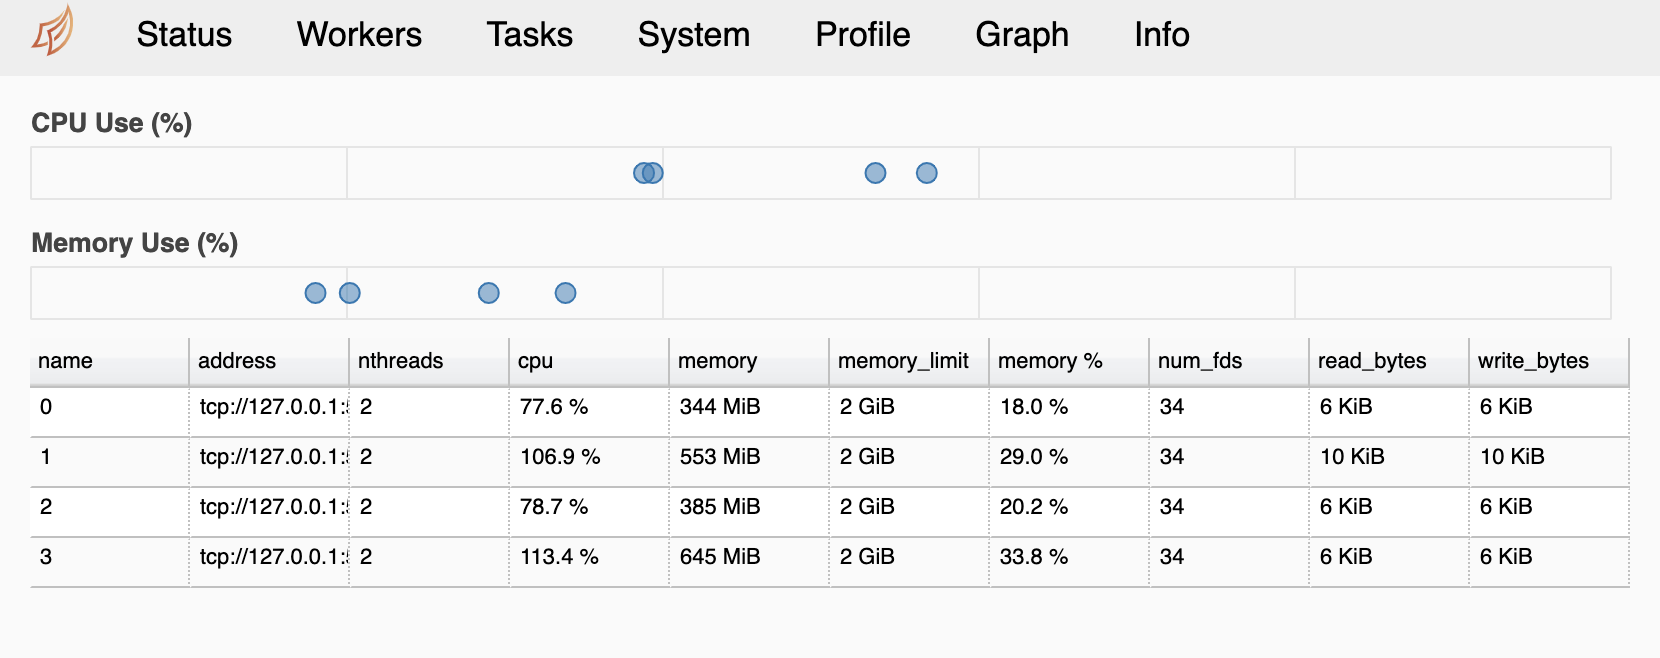 Status Workers Tasks System Profile Graph Info
CPU Use (%)
Memory Use (%)
name address nthreads cpu memory memory_limit memory % num_fds read_bytes write_bytes
0 tcp://127.0.0.1: 2 77.6 % 344 MiB 2 GiB 18.0 % 34 6 KiB 6 KiB
1 tcp://127.0.0.1: 2 106.9 % 553 MiB 2 GiB 29.0 % 34 10 KiB 10 KiB
2 tcp://127.0.0.1: 2 78.7 % 385 MiB 2 GiB 20.2 % 34 6 KiB 6 KiB
3 tcp://127.0.0.1: 2 113.4 % 645 MiB 2 GiB 33.8 % 34 6 KiB 6 KiB